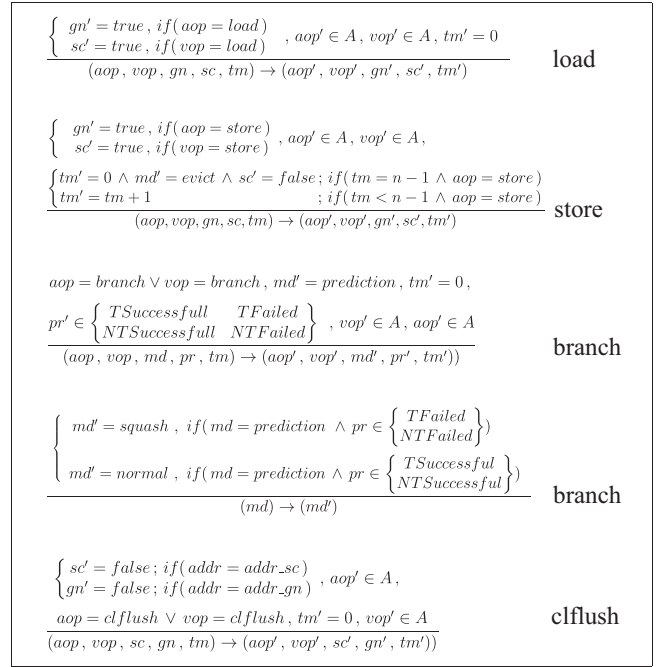 gn′ = true , if( aop = load)
sc′ = true , if( vop = load) , aop′ ∈ A , vop′ ∈ A , tm′ = 0
(aop , vop , gn , sc , tm) → (aop′ , vop′ , gn′ , sc′ , tm′)
load
gn′ = true , if( aop = store)
sc′ = true , if( vop = store) , aop′ ∈ A , vop′ ∈ A ,
tm′ = 0 ∧ md′ = evict ∧ sc′ = false ; if( tm = n − 1 ∧ aop = store)
tm′ = tm + 1 ; if( tm < n − 1 ∧ aop = store)
(aop, vop, gn, sc, tm) → (aop′, vop′, gn′, sc′, tm′)
store
aop = branch ∨ vop = branch , md′ = prediction , tm′ = 0 ,
pr′ ∈ { TSuccessfull TFailed
NTSuccessfull NTFailed } , vop′ ∈ A , aop′ ∈ A
(aop , vop , md , pr , tm) → (aop′ , vop′ , md′ , pr′ , tm′))
branch
md′ = squash , if( md = prediction ∧ pr ∈ { TFailed
NTFailed })
md′ = normal , if( md = prediction ∧ pr ∈ { TSuccessful
NTSuccessful })
(md) → (md′)
branch
sc′ = false ; if( addr = addr_sc)
gn′ = false ; if( addr = addr_gn) , aop′ ∈ A ,
aop = clflush ∨ vop = clflush , tm′ = 0 , vop′ ∈ A
(aop , vop , sc , gn , tm) → (aop′ , vop′ , sc′ , gn′ , tm′))
clflush